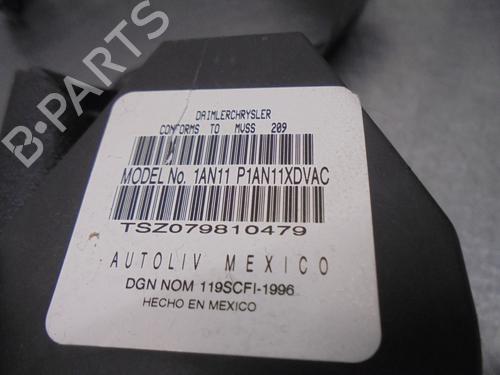 B-PARTS
DAIMLERCHRYSLER
CONFORMS TO MVSS 209
MODEL No. 1AN11 P1AN11XDVAC
TSZ079810479
AUTOLIV MEXICO
DGN NOM 119SCFI-1996
HECHO EN MEXICO